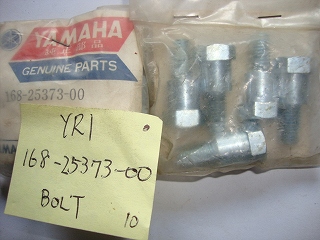 YAMAHA
GENUINE PARTS
168-25373-00
YR1
168-25373-00
BOLT 10